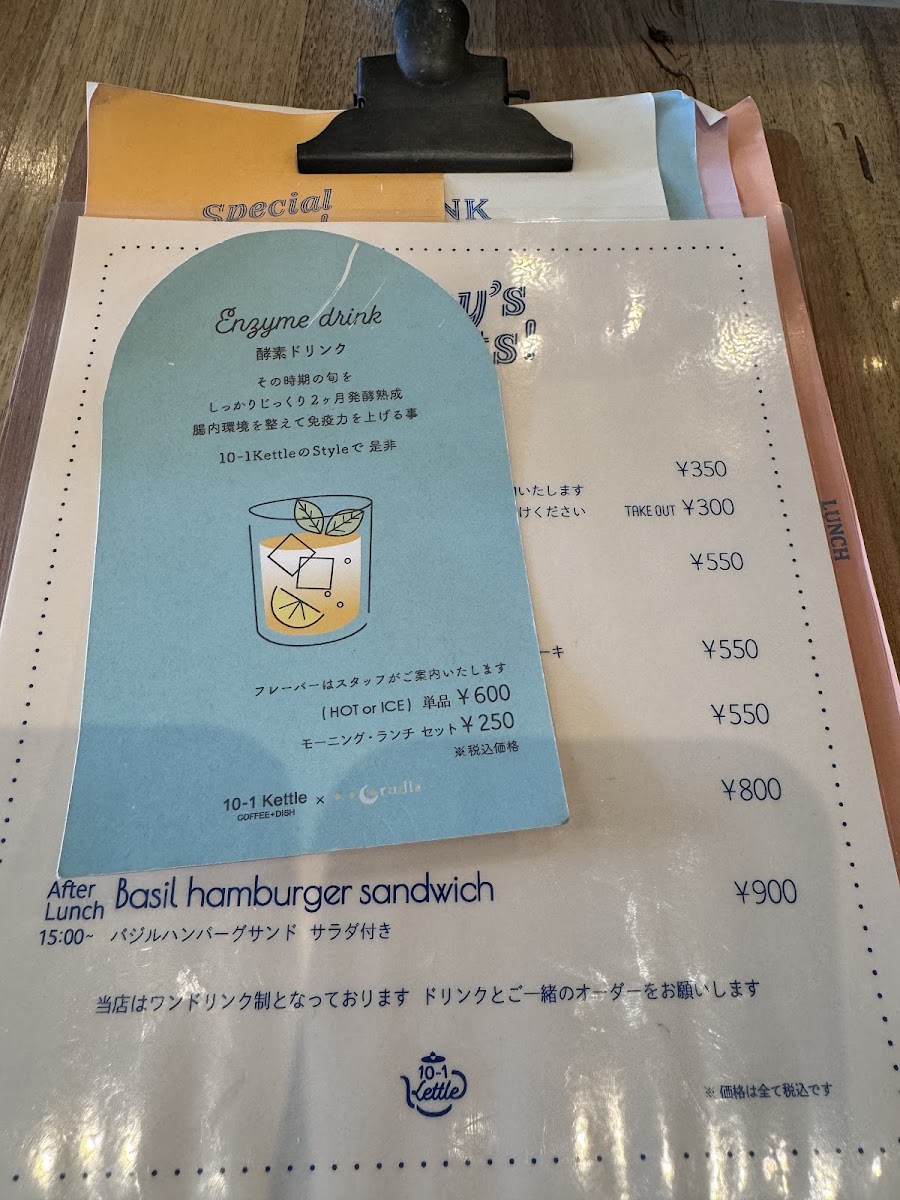 Special
NK
y's
ts!
Enzyme drink
酵素ドリンク
その時期の旬を
しっかりじっくり2ヶ月発酵熟成
腸内環境を整えて免疫力を上げる事
10-1KettleのStyleで 是非
フレーバーはスタッフがご案内いたします
(HOT or ICE) 単品 ¥600
モーニング・ランチ セット ¥250
※税込価格
10-1 Kettle ×
COFFEE+DISH
¥350
いたします
けください TAKE OUT ¥300
¥550
ーキ ¥550
¥550
¥800
LUNCH
After Lunch Basil hamburger sandwich ¥900
15:00~ バジルハンバーグサンド サラダ付き
当店はワンドリンク制となっております ドリンクとご一緒のオーダーをお願いします
10-1
Kettle
※ 価格は全て税込です